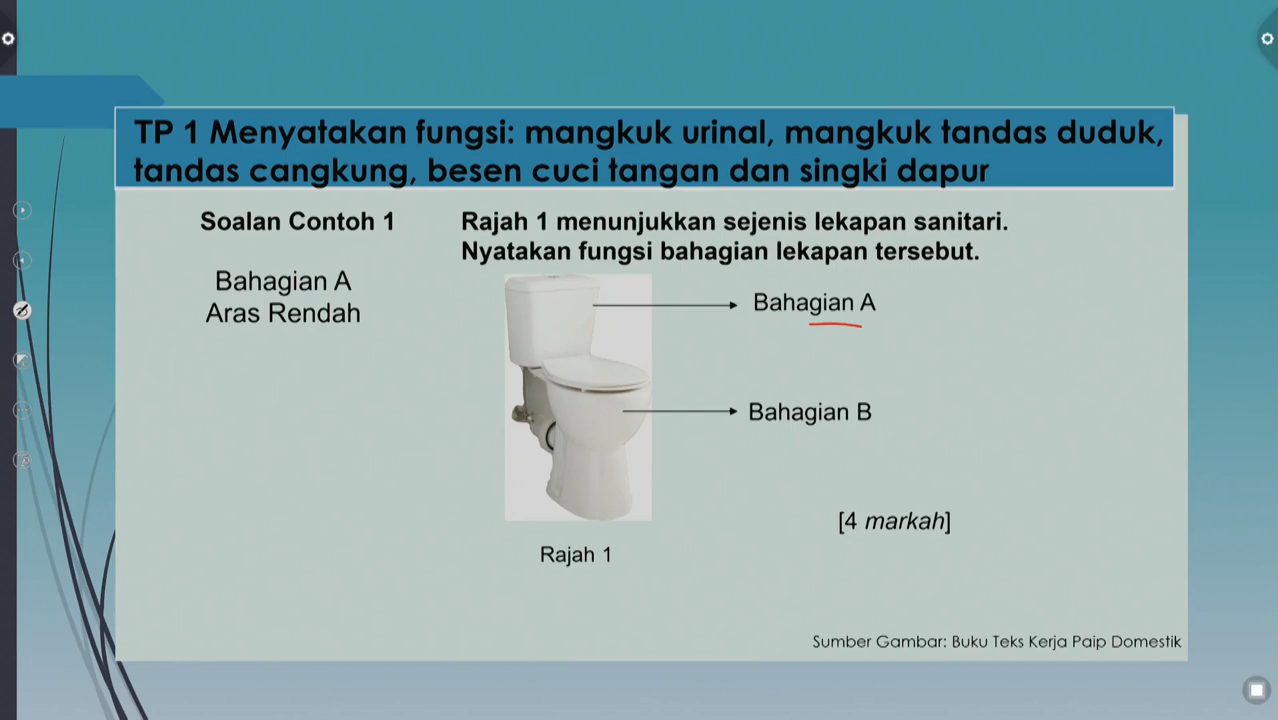 TP 1 Menyatakan fungsi: mangkuk urinal, mangkuk tandas duduk,
tandas cangkung, besen cuci tangan dan singki dapur
Soalan Contoh 1
Bahagian A
Aras Rendah
Rajah 1 menunjukkan sejenis lekapan sanitari.
Nyatakan fungsi bahagian lekapan tersebut.
Bahagian A
Bahagian B
[4 markah]
Rajah 1
Sumber Gambar: Buku Teks Kerja Paip Domestik